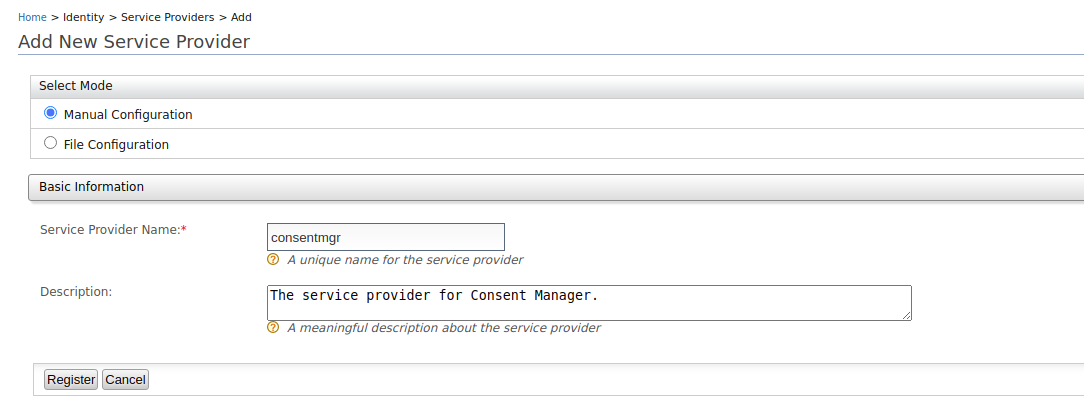 Home > Identity > Service Providers > Add
Add New Service Provider
Select Mode
Manual Configuration
File Configuration
Basic Information
Service Provider Name:* consentmgr
? A unique name for the service provider
Description: The service provider for Consent Manager.
? A meaningful description about the service provider
Register Cancel